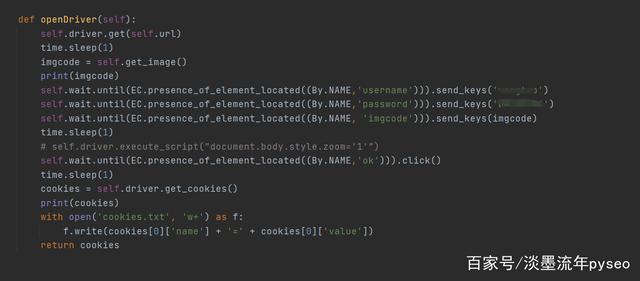 def openDriver(self):
    self.driver.get(self.url)
    time.sleep(1)
    imgcode = self.get_image()
    print(imgcode)
    self.wait.until(EC.presence_of_element_located((By.NAME,'username'))).send_keys('')
    self.wait.until(EC.presence_of_element_located((By.NAME,'password'))).send_keys('')
    self.wait.until(EC.presence_of_element_located((By.NAME, 'imgcode'))).send_keys(imgcode)
    time.sleep(1)
    # self.driver.execute_script("document.body.style.zoom='1'")
    self.wait.until(EC.presence_of_element_located((By.NAME,'ok'))).click()
    time.sleep(1)
    cookies = self.driver.get_cookies()
    print(cookies)
    with open('cookies.txt', 'w+') as f:
        f.write(cookies[0]['name'] + '=' + cookies[0]['value'])
    return cookies
百家号/淡墨流年pyseo